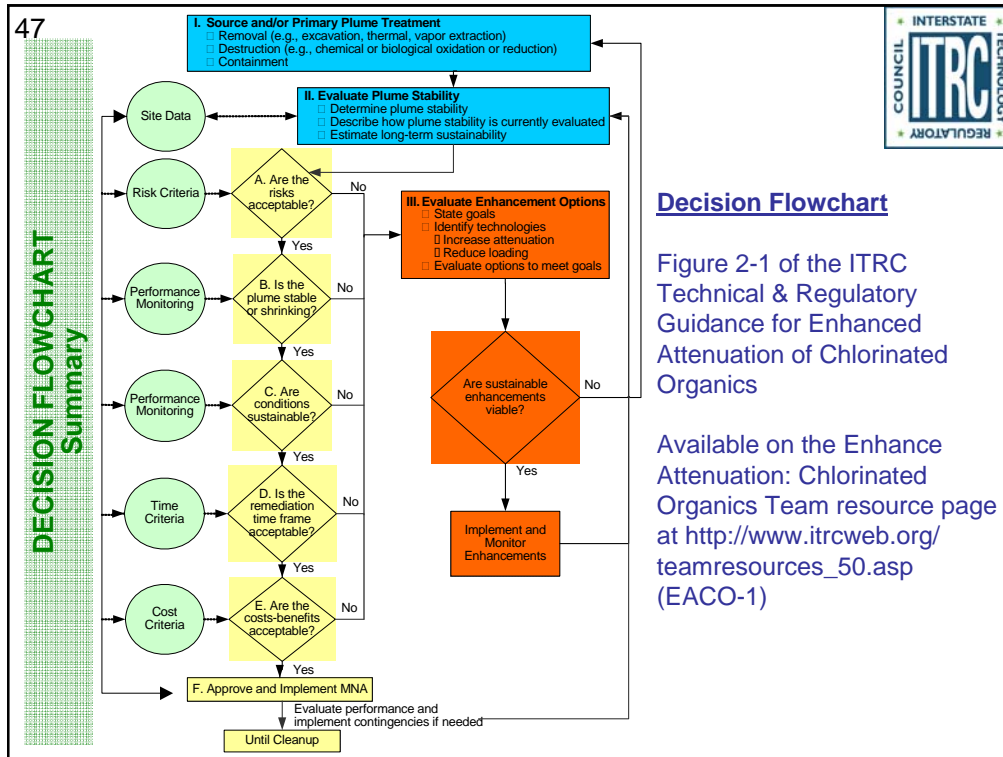 47
DECISION FLOWCHART
Summary
I. Source and/or Primary Plume Treatment
□ Removal (e.g., excavation, thermal, vapor extraction)
□ Destruction (e.g., chemical or biological oxidation or reduction)
□ Containment
II. Evaluate Plume Stability
□ Determine plume stability
□ Describe how plume stability is currently evaluated
□ Estimate long-term sustainability
Site Data
Risk Criteria
A. Are the
risks
acceptable?
No
Yes
Performance
Monitoring
B. Is the
plume stable
or shrinking?
No
Yes
Performance
Monitoring
C. Are
conditions
sustainable?
No
Yes
Time
Criteria
D. Is the
remediation
time frame
acceptable?
No
Yes
Cost
Criteria
E. Are the
costs-benefits
acceptable?
No
Yes
F. Approve and Implement MNA
Evaluate performance and
implement contingencies if needed
Until Cleanup
III. Evaluate Enhancement Options
□ State goals
□ Identify technologies
▯ Increase attenuation
▯ Reduce loading
□ Evaluate options to meet goals
Are sustainable
enhancements
viable?
No
Yes
Implement and
Monitor
Enhancements
INTERSTATE
TECHNOLOGY
REGULATORY
COUNCIL
ITRC
Decision Flowchart
Figure 2-1 of the ITRC
Technical & Regulatory
Guidance for Enhanced
Attenuation of Chlorinated
Organics
Available on the Enhance
Attenuation: Chlorinated
Organics Team resource page
at http://www.itrcweb.org/
teamresources_50.asp
(EACO-1)